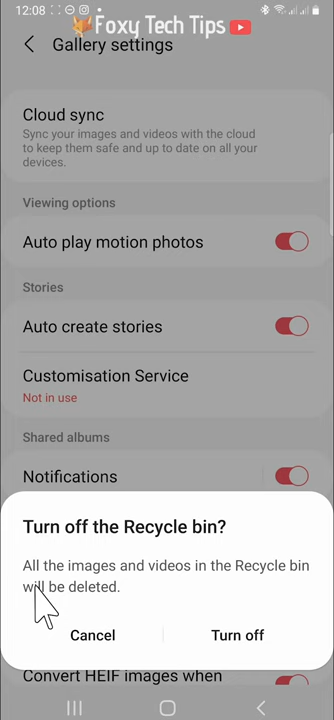 12:08
Foxy Tech Tips
Gallery settings
Cloud sync
Sync your images and videos with the cloud
to keep them safe and up to date on all your
devices.
Viewing options
Auto play motion photos
Stories
Auto create stories
Customisation Service
Not in use
Shared albums
Notifications
Turn off the Recycle bin?
All the images and videos in the Recycle bin
will be deleted.
Cancel
Turn off
Convert HEIF images when